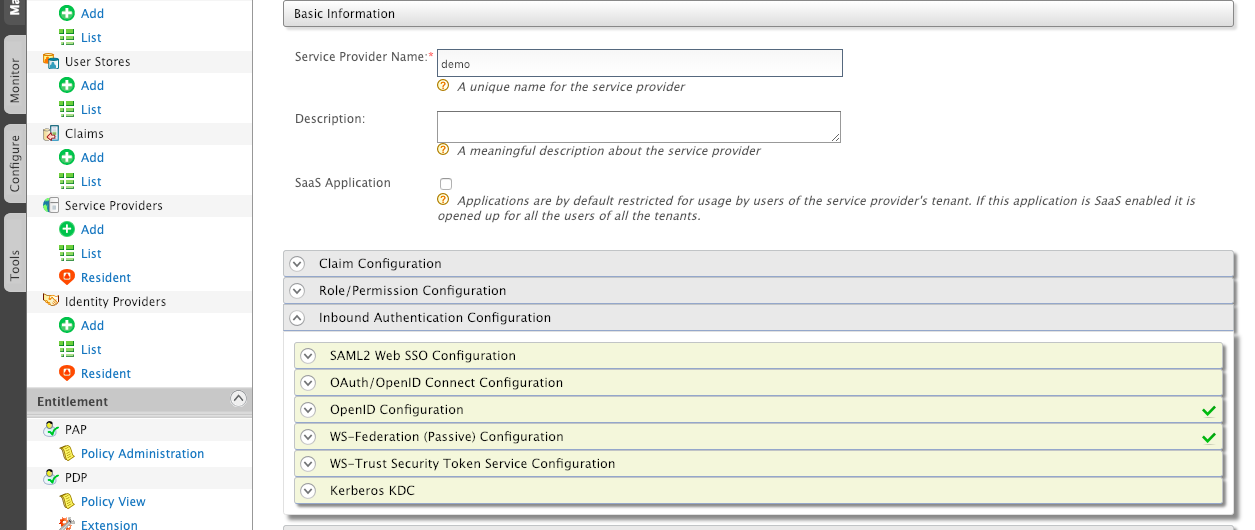 Ma
Monitor
Configure
Tools
Add
List
User Stores
Add
List
Claims
Add
List
Service Providers
Add
List
Resident
Identity Providers
Add
List
Resident
Entitlement
PAP
Policy Administration
PDP
Policy View
Extension
Basic Information
Service Provider Name:*
demo
A unique name for the service provider
Description:
A meaningful description about the service provider
SaaS Application
Applications are by default restricted for usage by users of the service provider's tenant. If this application is SaaS enabled it is
opened up for all the users of all the tenants.
Claim Configuration
Role/Permission Configuration
Inbound Authentication Configuration
SAML2 Web SSO Configuration
OAuth/OpenID Connect Configuration
OpenID Configuration
WS-Federation (Passive) Configuration
WS-Trust Security Token Service Configuration
Kerberos KDC